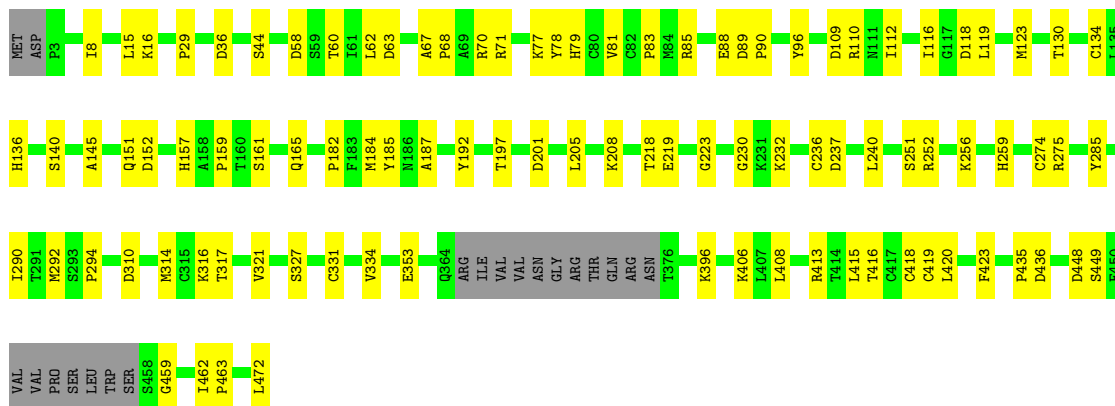 MET ASP P3 I8 L15 K16 P29 D36 S44 D58 S59 T60 I61 L62 D63 A67 P68 A69 R70 R71 K77 Y78 H79 C80 V81 C82 P83 M84 R85 E88 D89 P90 Y96 D109 R110 N111 I112 I116 G117 D118 L119 M123 T130 C134 L135
H136 S140 A145 Q151 D152 H157 A158 P159 T160 S161 Q165 P182 F183 M184 Y185 N186 A187 Y192 T197 D201 L205 K208 T218 E219 G223 G230 K231 K232 C236 D237 L240 S251 R252 K256 H259 C274 R275 Y285
I290 T291 M292 S293 P294 D310 M314 C315 K316 T317 V321 S327 C331 V334 E353 Q364 ARG ILE VAL VAL ASN GLY ARG THR GLN ARG ASN T376 K396 K406 L407 L408 R413 T414 L415 T416 C417 C418 C419 L420 F423 P435 D436 D448 S449
VAL VAL PRO SER LEU TRP SER S458 G459 I462 P463 L472